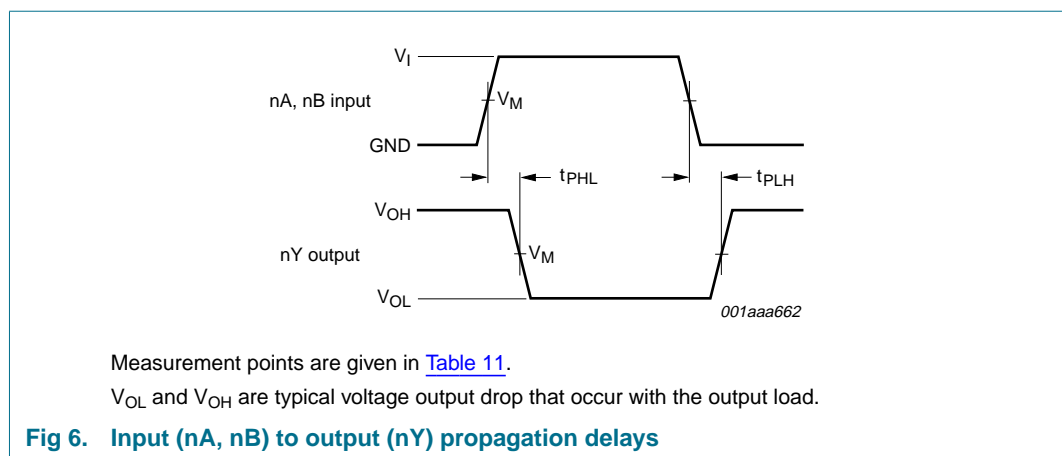 VI
nA, nB input
VM
GND
tPHL
tPLH
VOH
nY output
VM
VOL
001aaa662
Measurement points are given in Table 11.
VOL and VOH are typical voltage output drop that occur with the output load.
Fig 6. Input (nA, nB) to output (nY) propagation delays